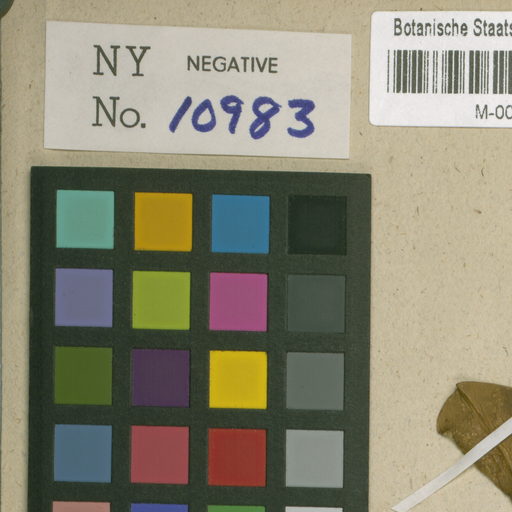 NY NEGATIVE
No. 10983
Botanische Staats
M-00